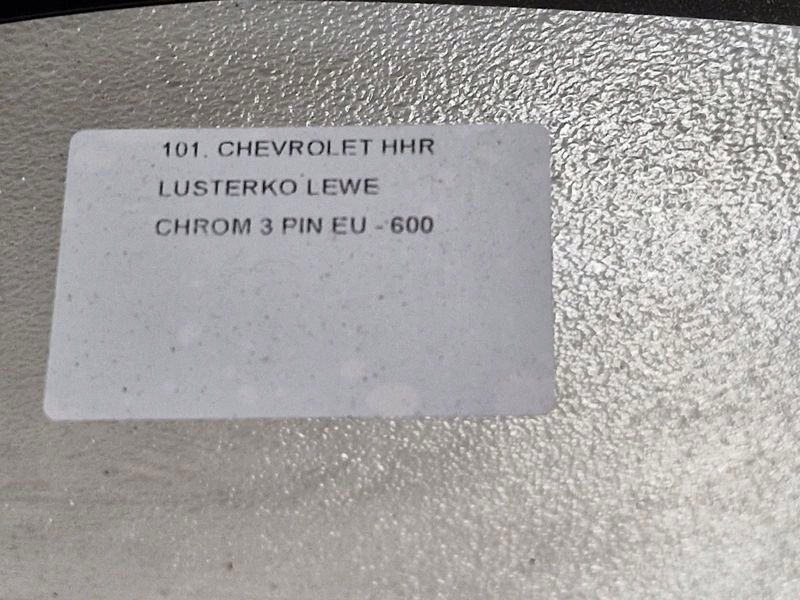 101. CHEVROLET HHR
LUSTERKO LEWE
CHROM 3 PIN EU - 600